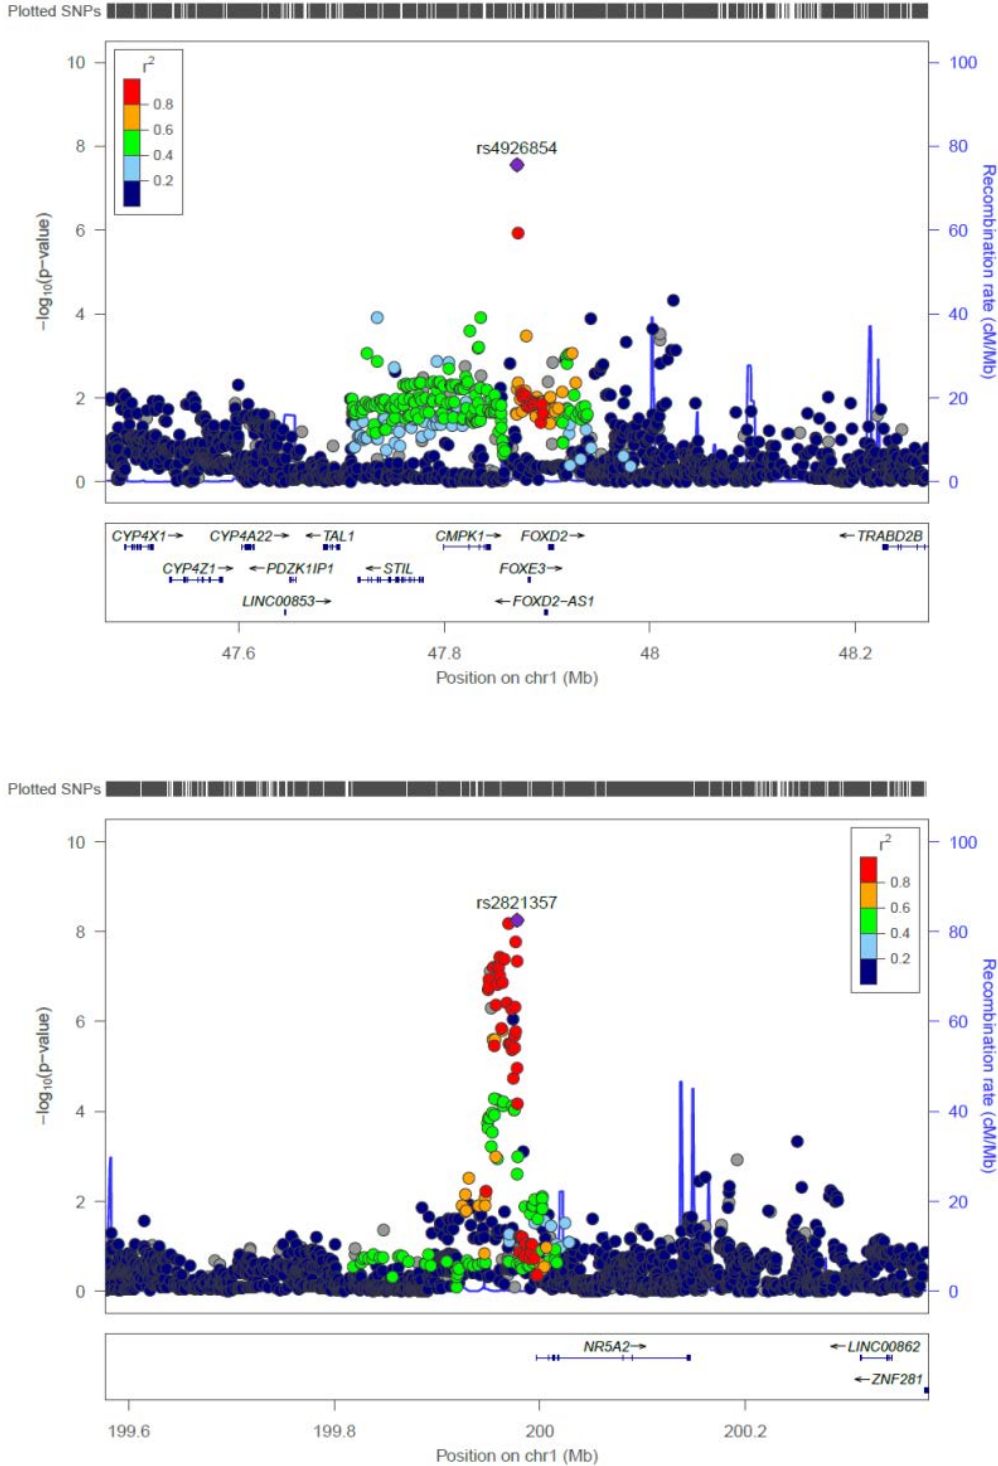 Plotted SNPs
10
8
6
4
2
0
−log10(p−value)
r2
0.8
0.6
0.4
0.2
rs4926854
100
80
60
40
20
0
Recombination rate (cM/Mb)
CYP4X1→ CYP4A22→ ←TAL1 CMPK1→ FOXD2→ ←TRABD2B
CYP4Z1→ ←PDZK1IP1 ←STIL FOXE3→
LINC00853→ ←FOXD2−AS1
47.6 47.8 48 48.2
Position on chr1 (Mb)
Plotted SNPs
10
8
6
4
2
0
−log10(p−value)
rs2821357
r2
0.8
0.6
0.4
0.2
100
80
60
40
20
0
Recombination rate (cM/Mb)
NR5A2→ ←LINC00862
←ZNF281
199.6 199.8 200 200.2
Position on chr1 (Mb)